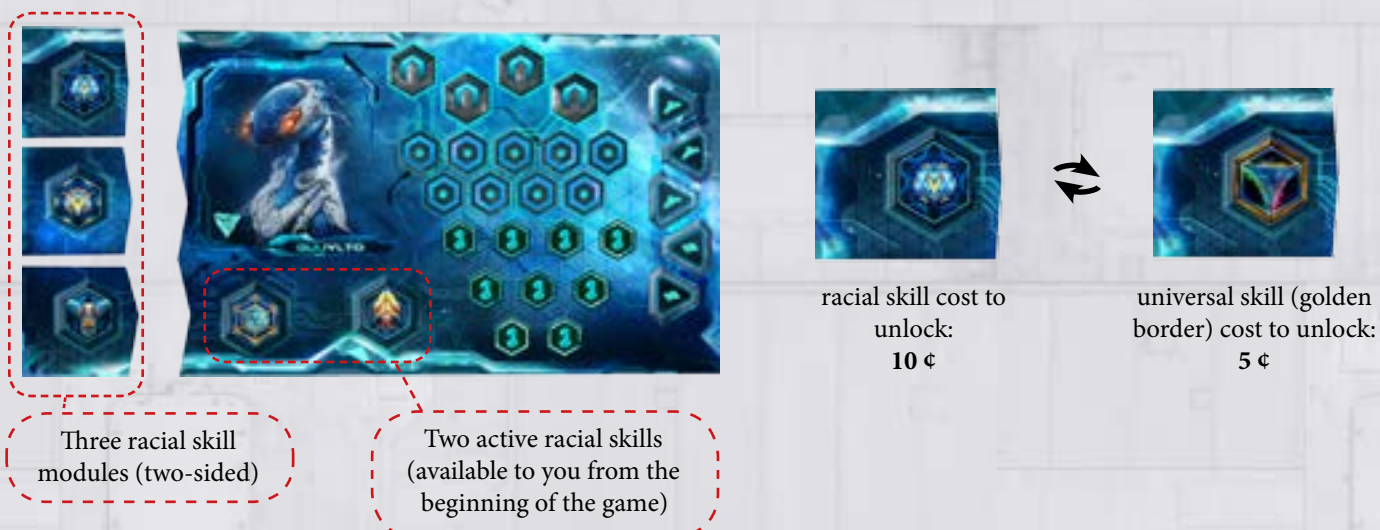 racial skill cost to
unlock:
10 ¢
universal skill (golden
border) cost to unlock:
5 ¢
Three racial skill
modules (two-sided)
Two active racial skills
(available to you from the
beginning of the game)